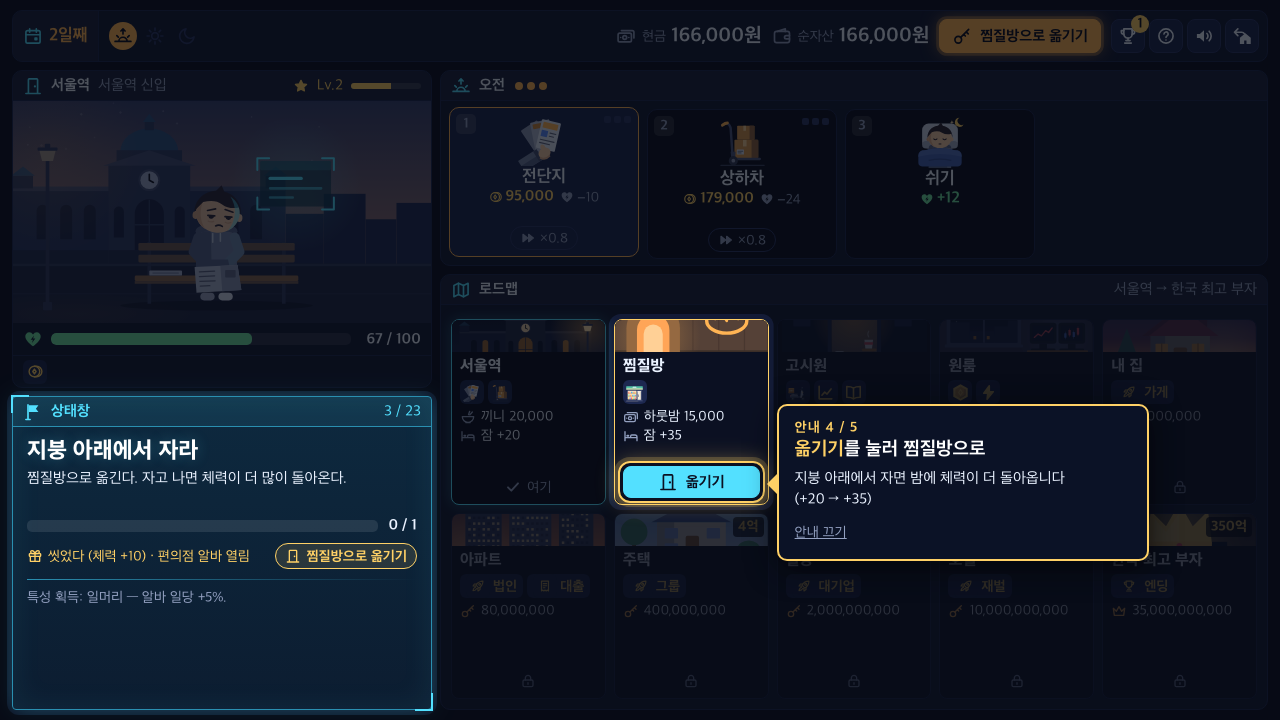 2일째
현금 166,000원
순자산 166,000원
찜질방으로 옮기기
1
서울역 서울역 신입
Lv.2
67 / 100
상태창
3 / 23
지붕 아래에서 자라
찜질방으로 옮긴다. 자고 나면 체력이 더 많이 돌아온다.
0 / 1
씻었다 (체력 +10) · 편의점 알바 열림
찜질방으로 옮기기
특성 획득: 일머리 — 알바 일당 +5%.
오전
1
전단지
95,000 −10
×0.8
2
상하차
179,000 −24
×0.8
3
쉬기
+12
로드맵
서울역 → 한국 최고 부자
서울역
끼니 20,000
잠 +20
여기
찜질방
하룻밤 15,000
잠 +35
옮기기
고시원
원룸
내 집
가게
안내 4 / 5
옮기기를 눌러 찜질방으로
지붕 아래에서 자면 밤에 체력이 더 돌아옵니다
(+20 → +35)
안내 끄기
아파트
법인 대출
80,000,000
4억
주택
그룹
400,000,000
대기업
2,000,000,000
재벌
10,000,000,000
350억
최고 부자
엔딩
35,000,000,000